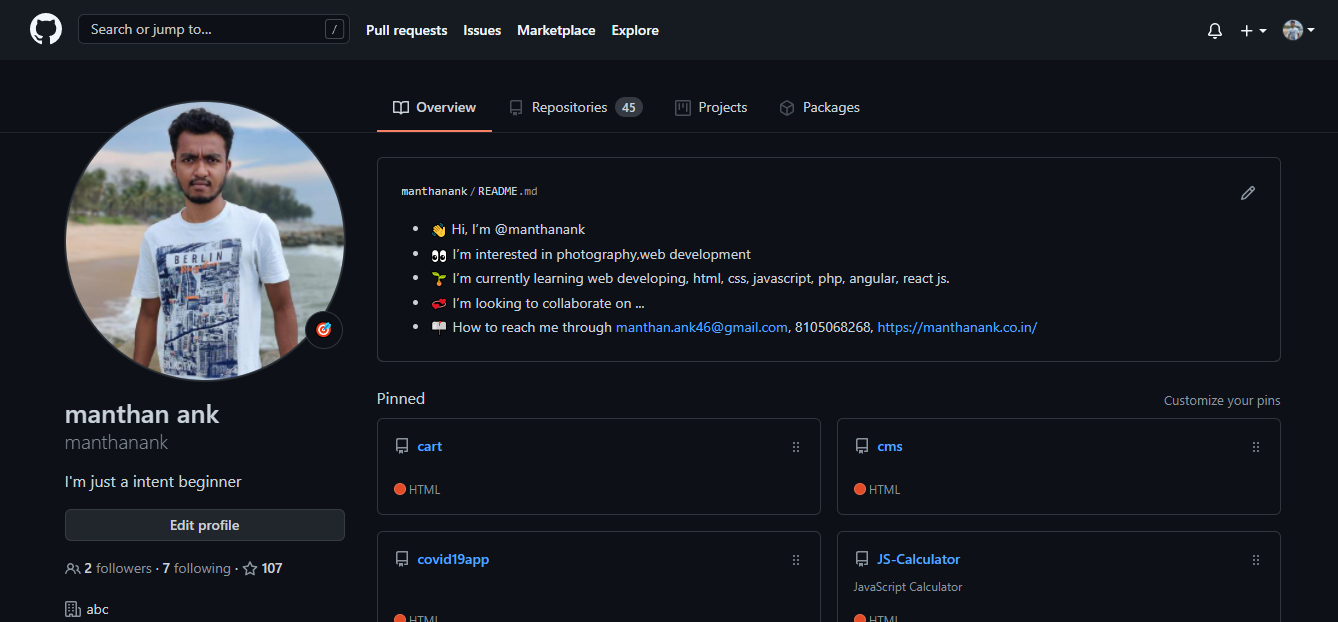 Search or jump to... /
Pull requests Issues Marketplace Explore
Overview Repositories 45 Projects Packages
BERLIN
manthanank/README.md
👋 Hi, I'm @manthanank
👀 I'm interested in photography,web development
🌱 I'm currently learning web developing, html, css, javascript, php, angular, react js.
💞️ I'm looking to collaborate on ...
📫 How to reach me through manthan.ank46@gmail.com, 8105068268, https://manthanank.co.in/
manthan ank
manthanank
I'm just a intent beginner
Edit profile
2 followers · 7 following · 107
abc
Pinned
Customize your pins
cart
HTML
cms
HTML
covid19app
HTML
JS-Calculator
JavaScript Calculator
HTML